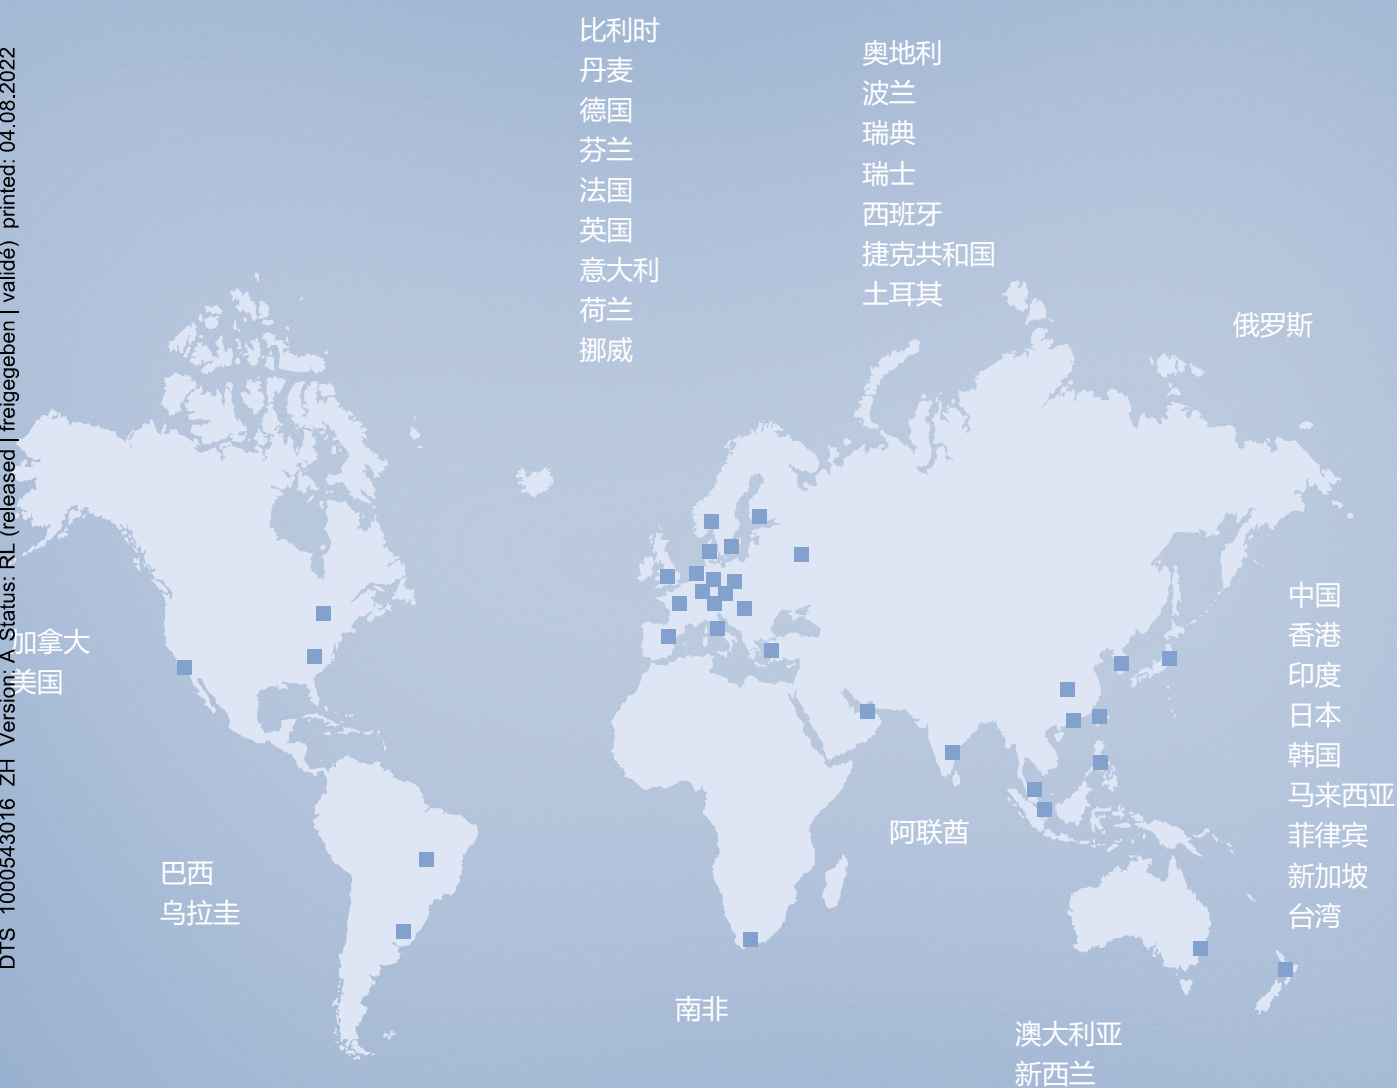 比利时
丹麦
德国
芬兰
法国
英国
意大利
荷兰
挪威
奥地利
波兰
瑞典
瑞士
西班牙
捷克共和国
土耳其
俄罗斯
加拿大
美国
中国
香港
印度
日本
韩国
马来西亚
菲律宾
新加坡
台湾
阿联酋
巴西
乌拉圭
南非
澳大利亚
新西兰
DTS 1000543016 ZH Version: A Status: RL (released | freigegeben | validé) printed: 04.08.2022